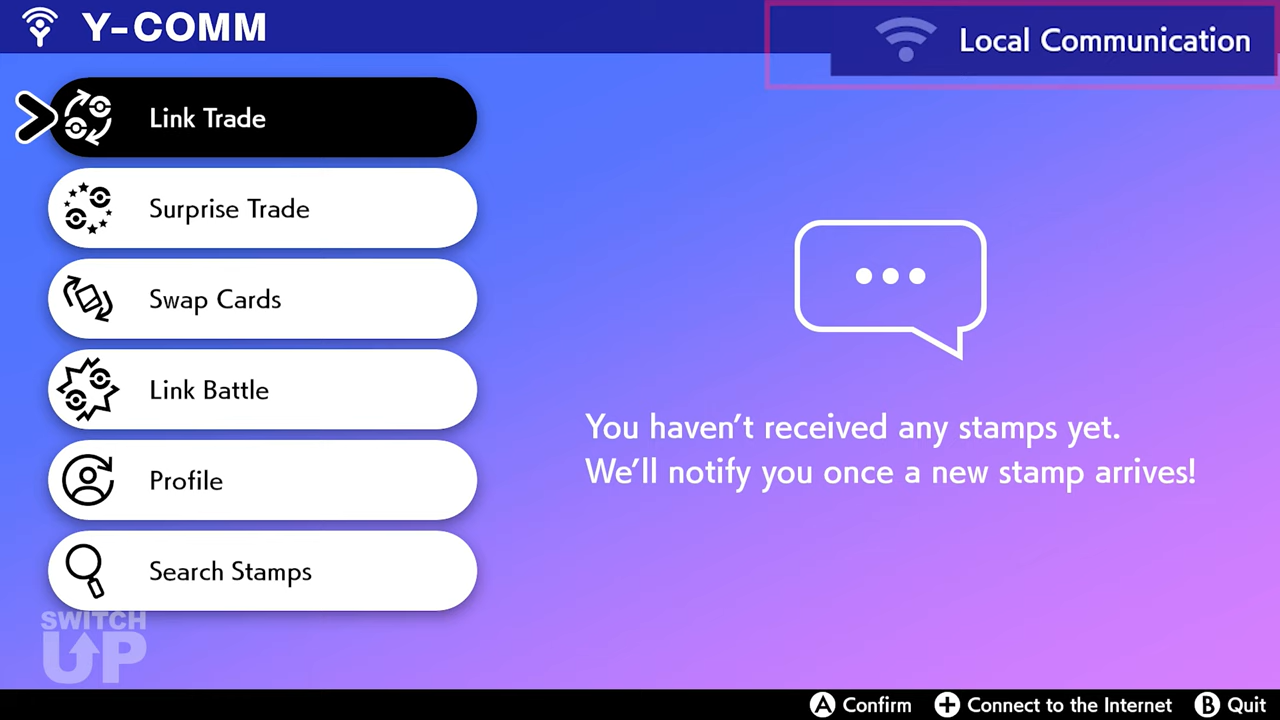 Y-COMM
Local Communication
Link Trade
Surprise Trade
Swap Cards
Link Battle
Profile
Search Stamps
You haven't received any stamps yet.
We'll notify you once a new stamp arrives!
SWITCH
UP
A Confirm + Connect to the Internet B Quit